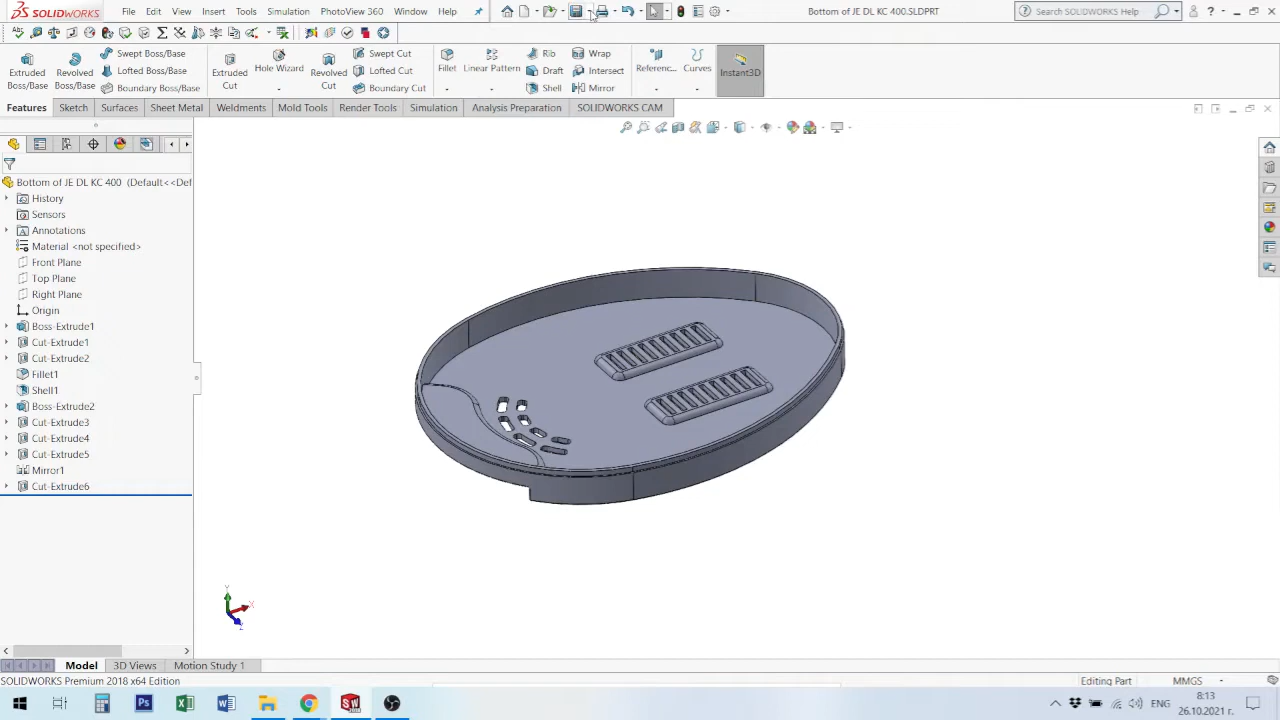 SOLIDWORKS File Edit View Insert Tools Simulation PhotoView 360 Window Help Bottom of JE DL KC 400.SLDPRT Search SOLIDWORKS Help
Extruded Boss/Base
Revolved Boss/Base
Swept Boss/Base
Lofted Boss/Base
Boundary Boss/Base
Extruded Cut
Hole Wizard
Revolved Cut
Swept Cut
Lofted Cut
Boundary Cut
Fillet
Linear Pattern
Rib
Draft
Shell
Wrap
Intersect
Mirror
Referenc...
Curves
Instant3D
Features Sketch Surfaces Sheet Metal Weldments Mold Tools Render Tools Simulation Analysis Preparation SOLIDWORKS CAM
Bottom of JE DL KC 400 (Default<<Def
History
Sensors
Annotations
Material <not specified>
Front Plane
Top Plane
Right Plane
Origin
Boss-Extrude1
Cut-Extrude1
Cut-Extrude2
Fillet1
Shell1
Boss-Extrude2
Cut-Extrude3
Cut-Extrude4
Cut-Extrude5
Mirror1
Cut-Extrude6
Y
X
Z
Model 3D Views Motion Study 1
SOLIDWORKS Premium 2018 x64 Edition Editing Part MMGS
ENG
8:13
26.10.2021 г.